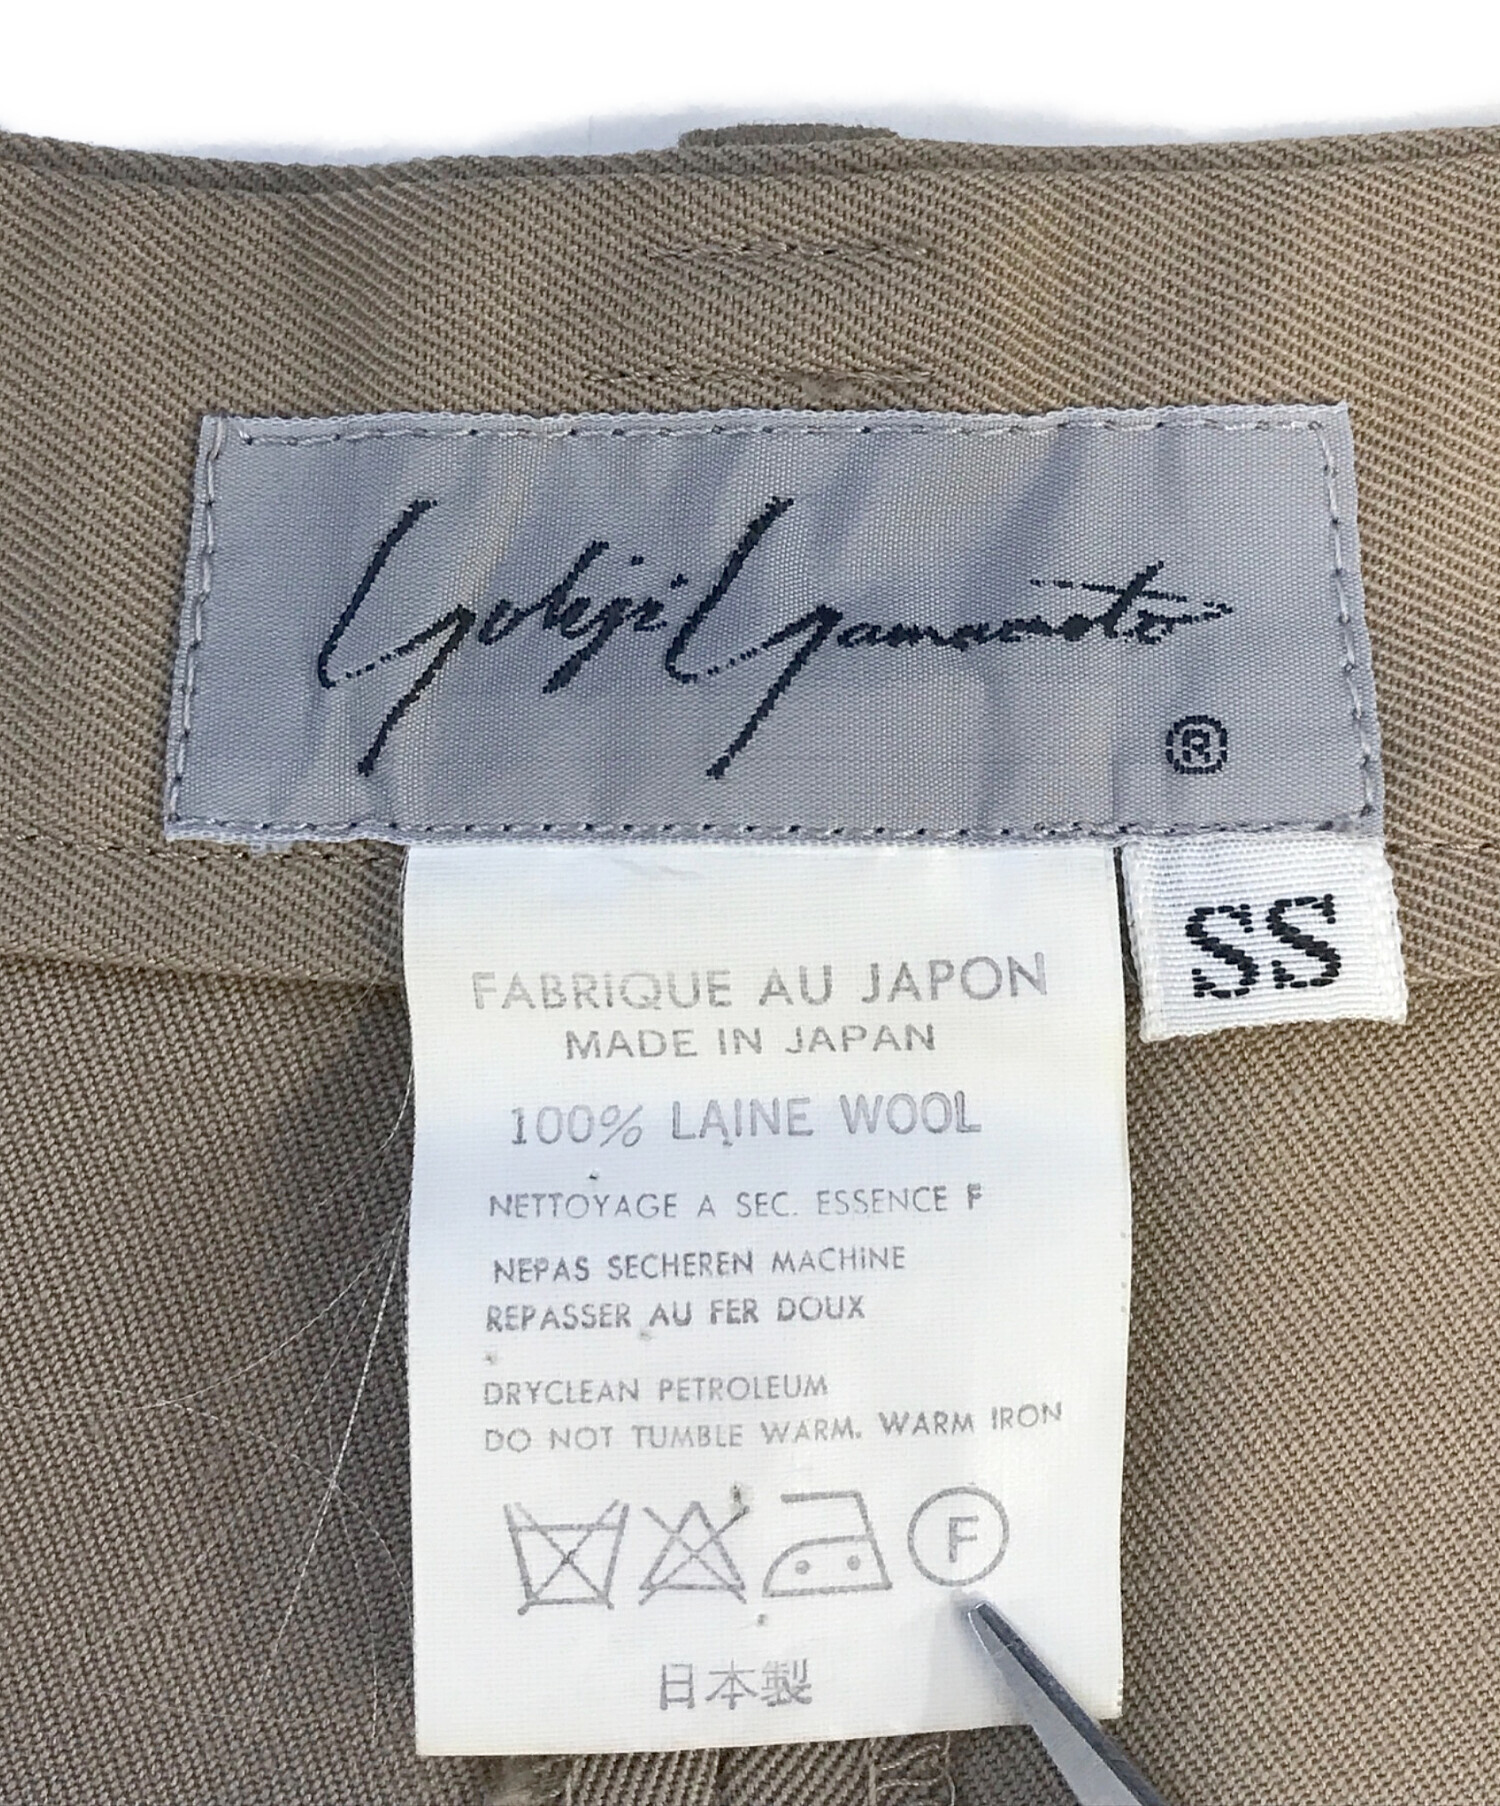 Yohji Yamamoto
®
SS
FABRIQUE AU JAPON
MADE IN JAPAN
100% LAINE WOOL
NETTOYAGE A SEC. ESSENCE F
NEPAS SECHEREN MACHINE
REPASSER AU FER DOUX
DRYCLEAN PETROLEUM
DO NOT TUMBLE WARM. WARM IRON
F
日本製